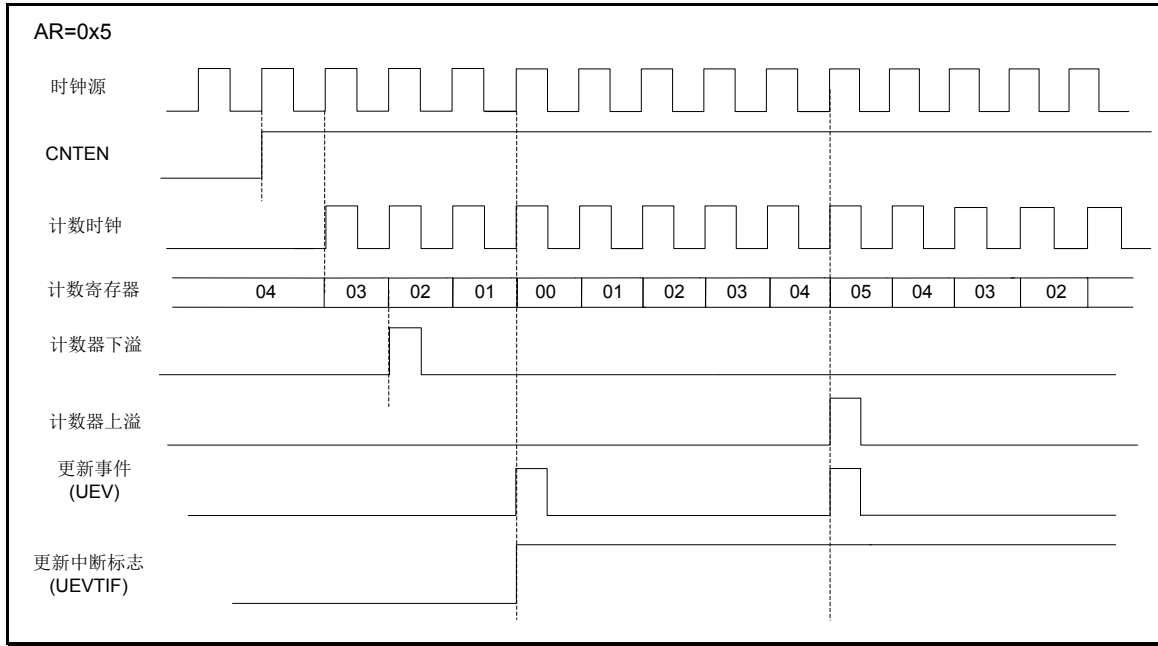 AR=0x5
时钟源
CNTEN
计数时钟
计数寄存器
04 03 02 01 00 01 02 03 04 05 04 03 02
计数器下溢
计数器上溢
更新事件
(UEV)
更新中断标志
(UEVTIF)